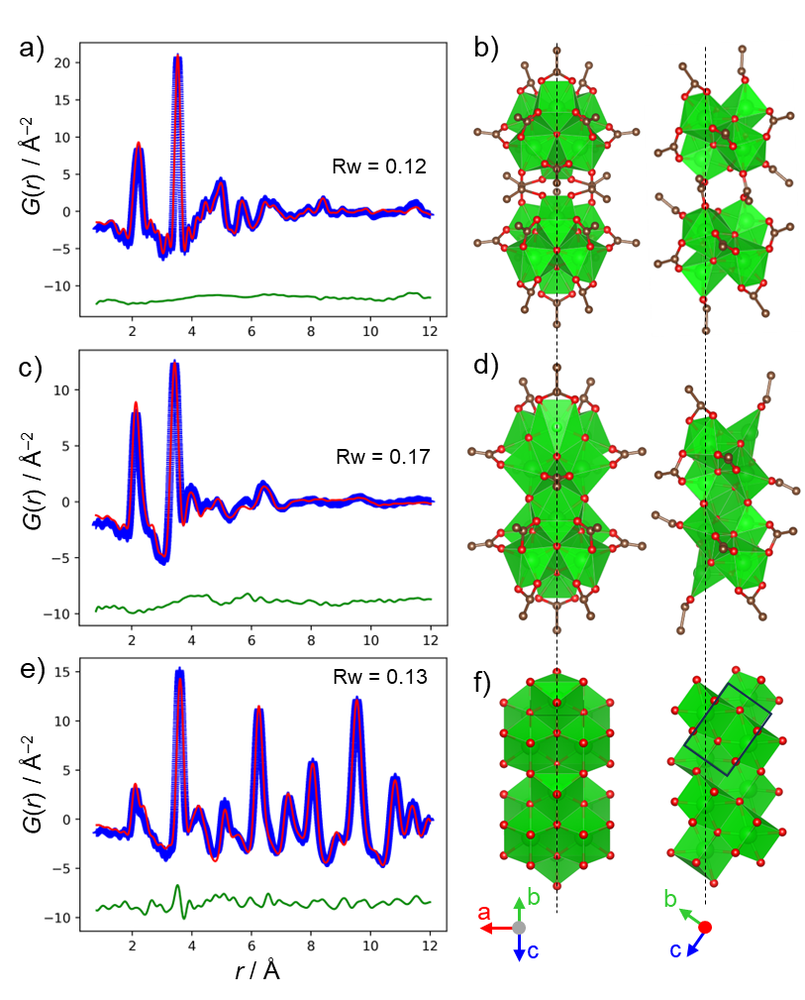 a)
G(r) / Å⁻²
20
15
10
5
0
−5
−10
Rw = 0.12
2 4 6 8 10 12
b)
c)
G(r) / Å⁻²
10
5
0
−5
−10
Rw = 0.17
2 4 6 8 10 12
d)
e)
G(r) / Å⁻²
15
10
5
0
−5
−10
Rw = 0.13
2 4 6 8 10 12
r / Å
f)
a b c
b c